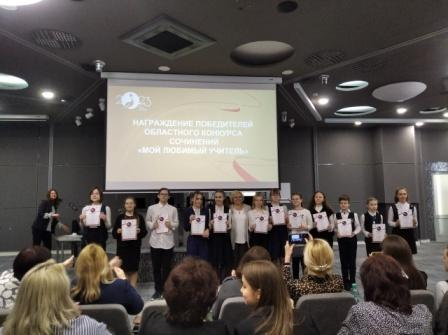 НАГРАЖДЕНИЕ ПОБЕДИТЕЛЕЙ
ОБЛАСТНОГО КОНКУРСА
СОЧИНЕНИЙ
«МОЙ ЛЮБИМЫЙ УЧИТЕЛЬ»